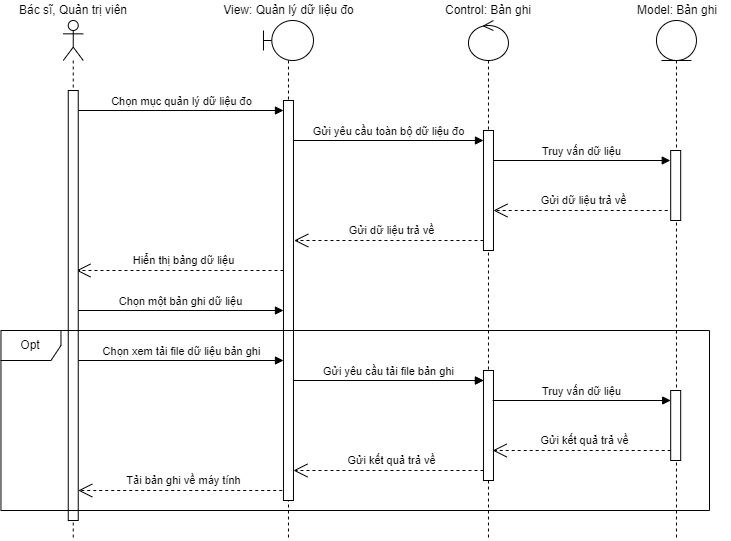 Bác sĩ, Quản trị viên
View: Quản lý dữ liệu đo
Control: Bản ghi
Model: Bản ghi
Chọn mục quản lý dữ liệu đo
Gửi yêu cầu toàn bộ dữ liệu đo
Truy vấn dữ liệu
Gửi dữ liệu trả về
Gửi dữ liệu trả về
Hiển thị bảng dữ liệu
Chọn một bản ghi dữ liệu
Opt
Chọn xem tải file dữ liệu bản ghi
Gửi yêu cầu tải file bản ghi
Truy vấn dữ liệu
Gửi kết quả trả về
Gửi kết quả trả về
Tải bản ghi về máy tính